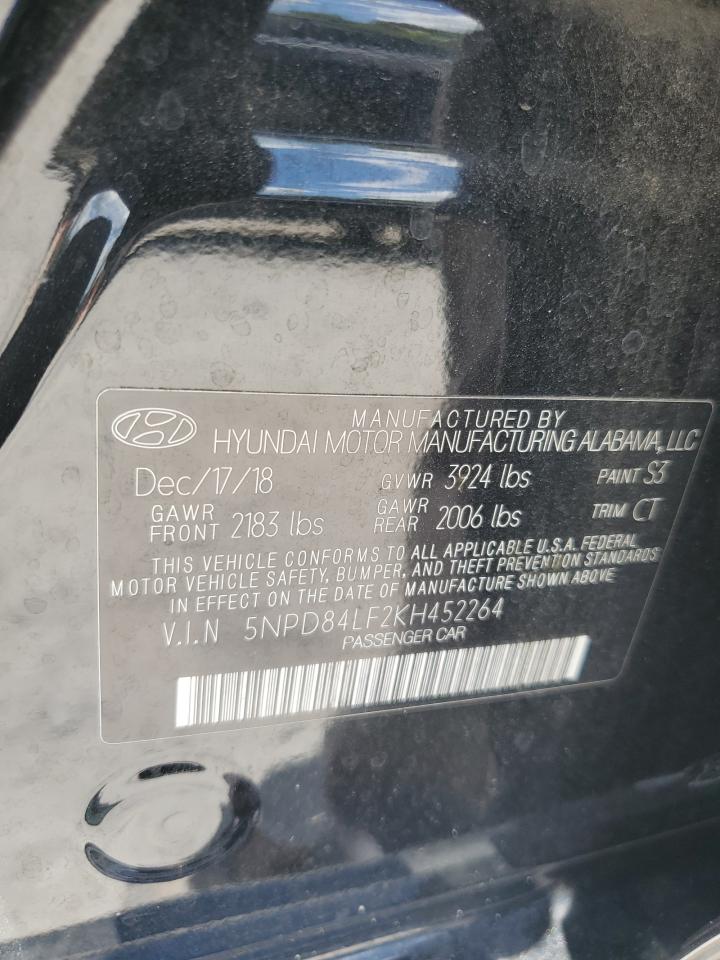 MANUFACTURED BY
HYUNDAI MOTOR MANUFACTURING ALABAMA, LLC
Dec/17/18 GVWR 3924 lbs PAINT S3
GAWR FRONT 2183 lbs GAWR REAR 2006 lbs TRIM CT
THIS VEHICLE CONFORMS TO ALL APPLICABLE U.S.A. FEDERAL
MOTOR VEHICLE SAFETY, BUMPER, AND THEFT PREVENTION STANDARDS
IN EFFECT ON THE DATE OF MANUFACTURE SHOWN ABOVE
V.I.N 5NPD84LF2KH452264
PASSENGER CAR